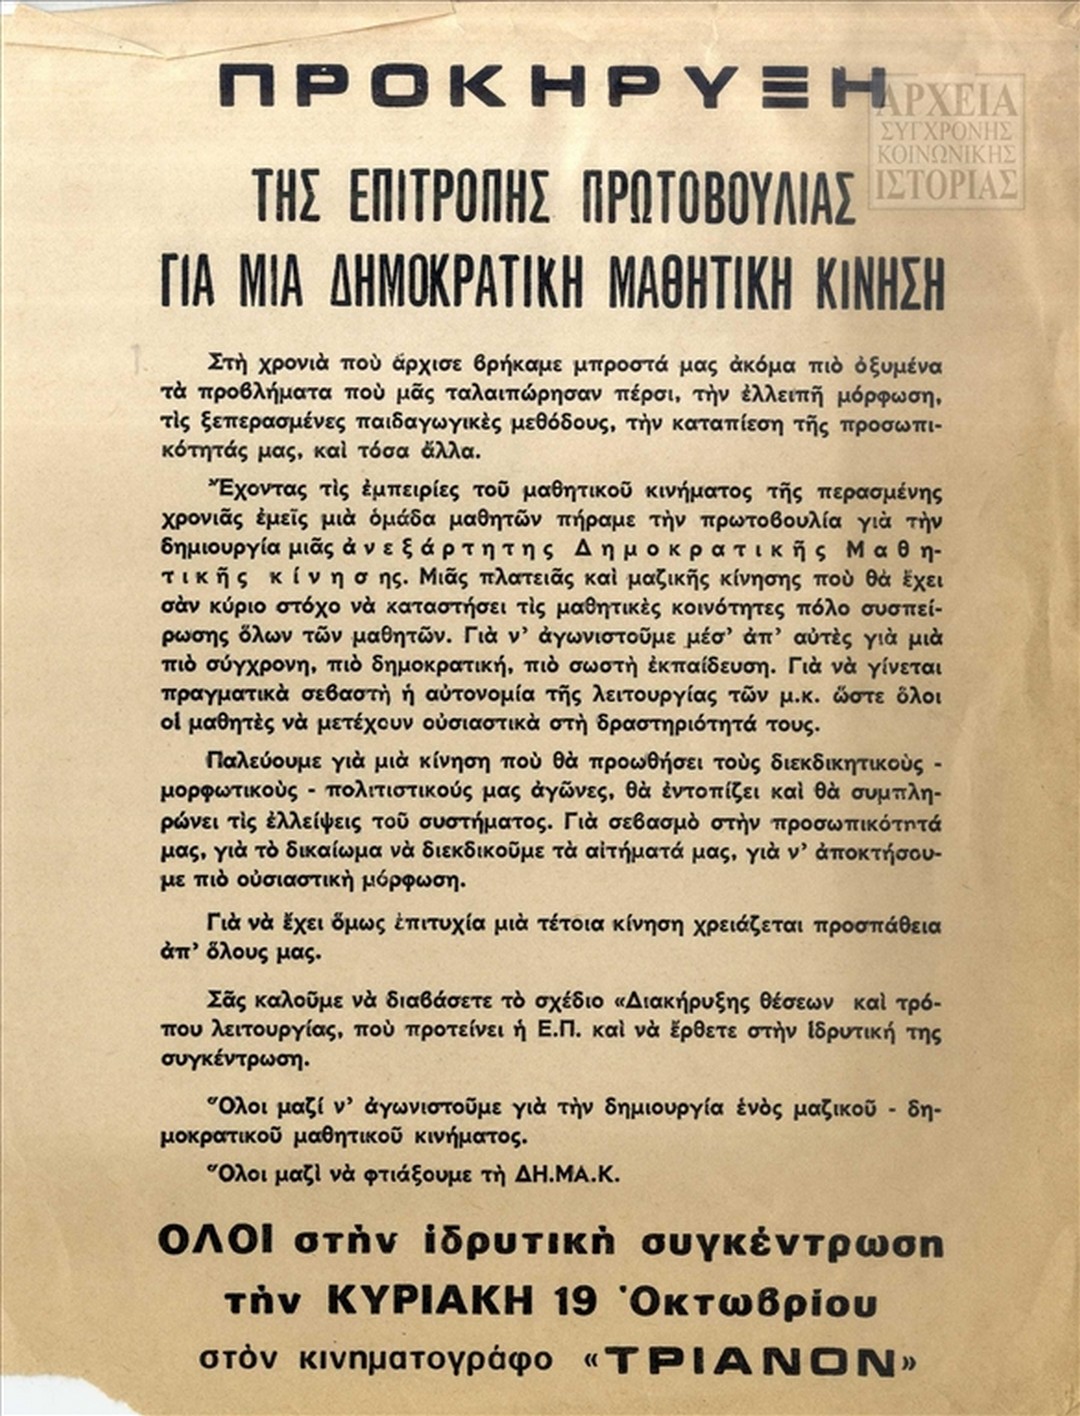 ΠΡΟΚΗΡΥΞΗ
ΑΡΧΕΙΑ
ΣΥΓΧΡΟΝΗΣ
ΚΟΙΝΩΝΙΚΗΣ
ΙΣΤΟΡΙΑΣ
ΤΗΣ ΕΠΙΤΡΟΠΗΣ ΠΡΩΤΟΒΟΥΛΙΑΣ
ΓΙΑ ΜΙΑ ΔΗΜΟΚΡΑΤΙΚΗ ΜΑΘΗΤΙΚΗ ΚΙΝΗΣΗ
Στὴ χρονιὰ ποὺ ἄρχισε βρήκαμε μπροστά μας ἀκόμα πιὸ ὀξυμένα
τὰ προβλήματα ποὺ μᾶς ταλαιπώρησαν πέρσι, τὴν ἐλλειπῆ μόρφωση,
τὶς ξεπερασμένες παιδαγωγικὲς μεθόδους, τὴν καταπίεση τῆς προσωπι-
κότητάς μας, καὶ τόσα ἄλλα.
Ἔχοντας τὶς ἐμπειρίες τοῦ μαθητικοῦ κινήματος τῆς περασμένης
χρονιᾶς ἐμεῖς μιὰ ὁμάδα μαθητῶν πήραμε τὴν πρωτοβουλία γιὰ τὴν
δημιουργία μιᾶς ἀ ν ε ξ ά ρ τ η τ η ς Δ η μ ο κ ρ α τ ι κ ῆ ς Μ α θ η -
τ ι κ ῆ ς κ ί ν η σ ης. Μιᾶς πλατειᾶς καὶ μαζικῆς κίνησης ποὺ θὰ ἔχει
σὰν κύριο στόχο νὰ καταστήσει τὶς μαθητικὲς κοινότητες πόλο συσπεί-
ρωσης ὅλων τῶν μαθητῶν. Γιὰ ν' ἀγωνιστοῦμε μέσ' ἀπ' αὐτὲς γιὰ μιὰ
πιὸ σύγχρονη, πιὸ δημοκρατική, πιὸ σωστὴ ἐκπαίδευση. Γιὰ νὰ γίνεται
πραγματικὰ σεβαστὴ ἡ αὐτονομία τῆς λειτουργίας τῶν μ.κ. ὥστε ὅλοι
οἱ μαθητὲς νὰ μετέχουν οὐσιαστικὰ στὴ δραστηριότητά τους.
Παλεύουμε γιὰ μιὰ κίνηση ποὺ θὰ προωθήσει τοὺς διεκδικητικοὺς -
μορφωτικοὺς - πολιτιστικούς μας ἀγῶνες, θὰ ἐντοπίζει καὶ θὰ συμπλη-
ρώνει τὶς ἐλλείψεις τοῦ συστήματος. Γιὰ σεβασμὸ στὴν προσωπικότητά
μας, γιὰ τὸ δικαίωμα νὰ διεκδικοῦμε τὰ αἰτήματά μας, γιὰ ν' ἀποκτήσου-
με πιὸ οὐσιαστικὴ μόρφωση.
Γιὰ νὰ ἔχει ὅμως ἐπιτυχία μιὰ τέτοια κίνηση χρειάζεται προσπάθεια
ἀπ' ὅλους μας.
Σᾶς καλοῦμε νὰ διαβάσετε τὸ σχέδιο «Διακήρυξης θέσεων καὶ τρό-
που λειτουργίας, ποὺ προτείνει ἡ Ε.Π. καὶ νὰ ἔρθετε στὴν ἱδρυτική της
συγκέντρωση.
Ὅλοι μαζί ν' ἀγωνιστοῦμε γιὰ τὴν δημιουργία ἑνὸς μαζικοῦ - δη-
μοκρατικοῦ μαθητικοῦ κινήματος.
Ὅλοι μαζὶ νὰ φτιάξουμε τὴ ΔΗ.ΜΑ.Κ.
ΟΛΟΙ στὴν ἱδρυτικὴ συγκέντρωση
τὴν ΚΥΡΙΑΚΗ 19 Ὀκτωβρίου
στὸν κινηματογράφο «ΤΡΙΑΝΟΝ»